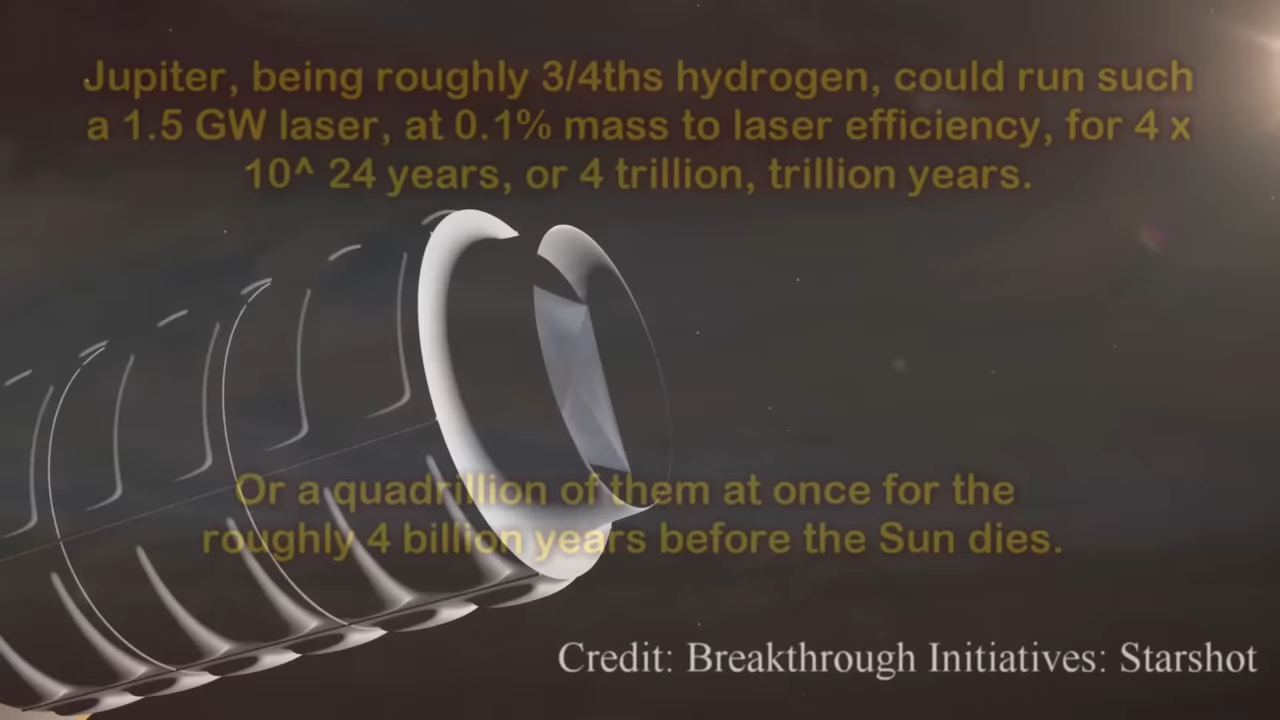 Jupiter, being roughly 3/4ths hydrogen, could run such
a 1.5 GW laser, at 0.1% mass to laser efficiency, for 4 x
10^ 24 years, or 4 trillion, trillion years.
Or a quadrillion of them at once for the
roughly 4 billion years before the Sun dies.
Credit: Breakthrough Initiatives: Starshot